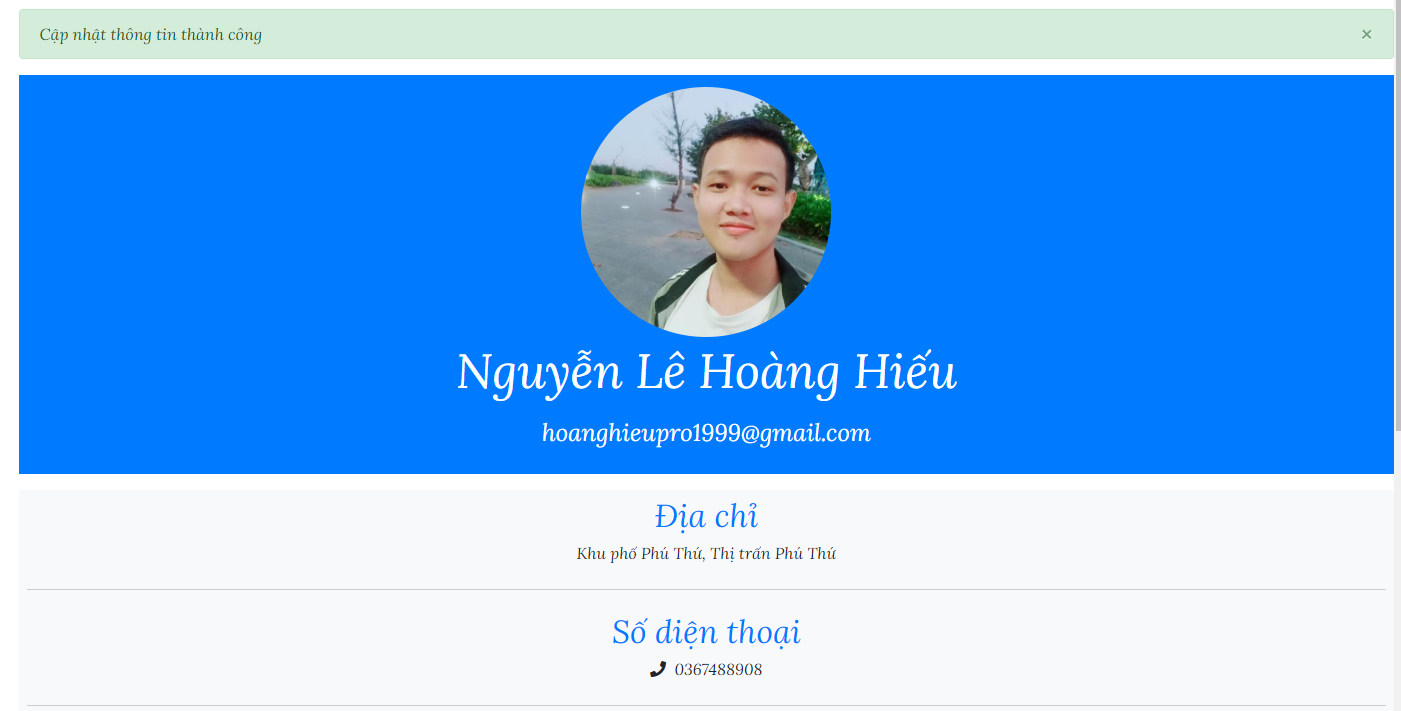 Cập nhật thông tin thành công ×
Nguyễn Lê Hoàng Hiếu
hoanghieupro1999@gmail.com
Địa chỉ
Khu phố Phú Thứ, Thị trấn Phú Thứ
Số diện thoại
0367488908